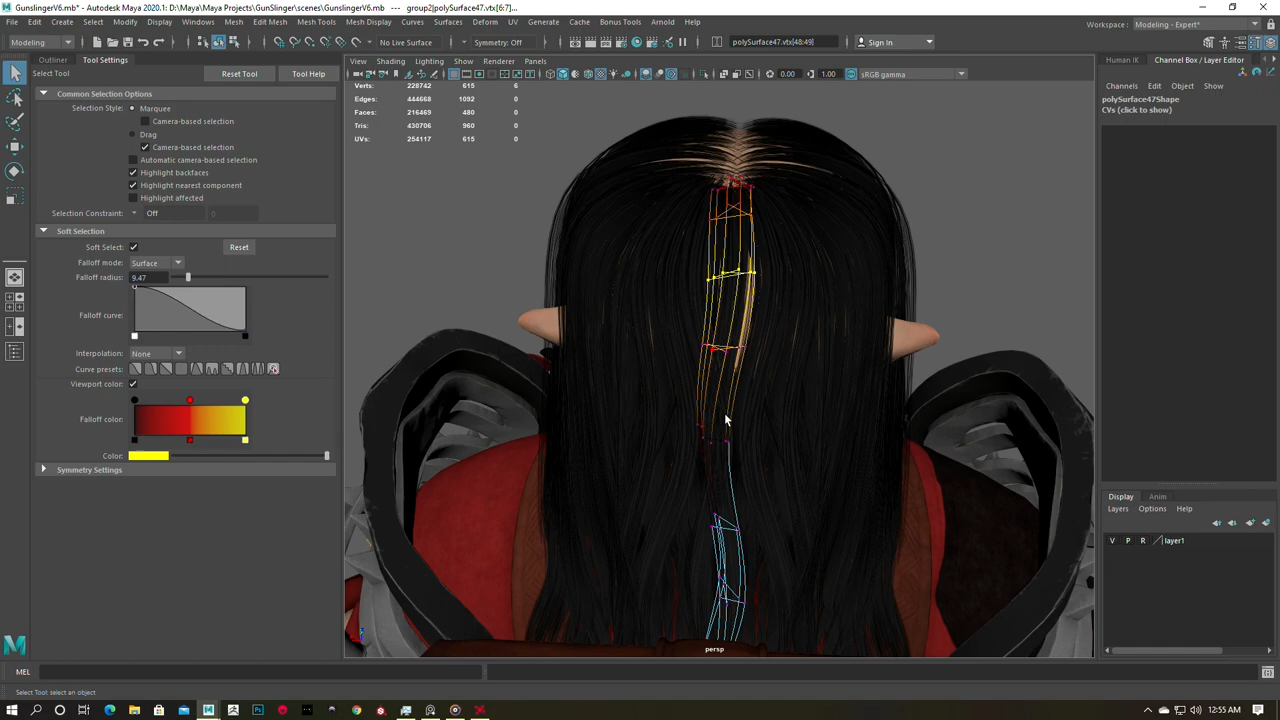 GunSlingerV6.mb* - Autodesk Maya 2020.1: D:\Maya\Maya Projects\GunSlinger\scenes\GunslingerV6.mb --- group2|polySurface47.vtx[6:7]...
File Edit Create Select Modify Display Windows Mesh Edit Mesh Mesh Tools Mesh Display Curves Surfaces Deform UV Generate Cache Bonus Tools Arnold Help
Workspace : Modeling - Expert*
Modeling No Live Surface Symmetry: Off polySurface47.vtx[48:49] Sign In
Outliner Tool Settings
Select Tool Reset Tool Tool Help
Common Selection Options
Selection Style: Marquee
Camera-based selection
Drag
Camera-based selection
Automatic camera-based selection
Highlight backfaces
Highlight nearest component
Highlight affected
Selection Constraint: Off 0
Soft Selection
Soft Select: Reset
Falloff mode: Surface
Falloff radius: 9.47
Falloff curve:
Interpolation: None
Curve presets:
Viewport color:
Falloff color:
Color:
Symmetry Settings
View Shading Lighting Show Renderer Panels
0.00 1.00 sRGB gamma
Verts: 228742 615 6
Edges: 444668 1092 0
Faces: 216469 480 0
Tris: 430706 960 0
UVs: 254117 615 0
persp
Human IK Channel Box / Layer Editor
Channels Edit Object Show
polySurface47Shape
CVs (click to show)
Display Anim
Layers Options Help
V P R layer1
MEL
Select Tool: select an object
12:55 AM